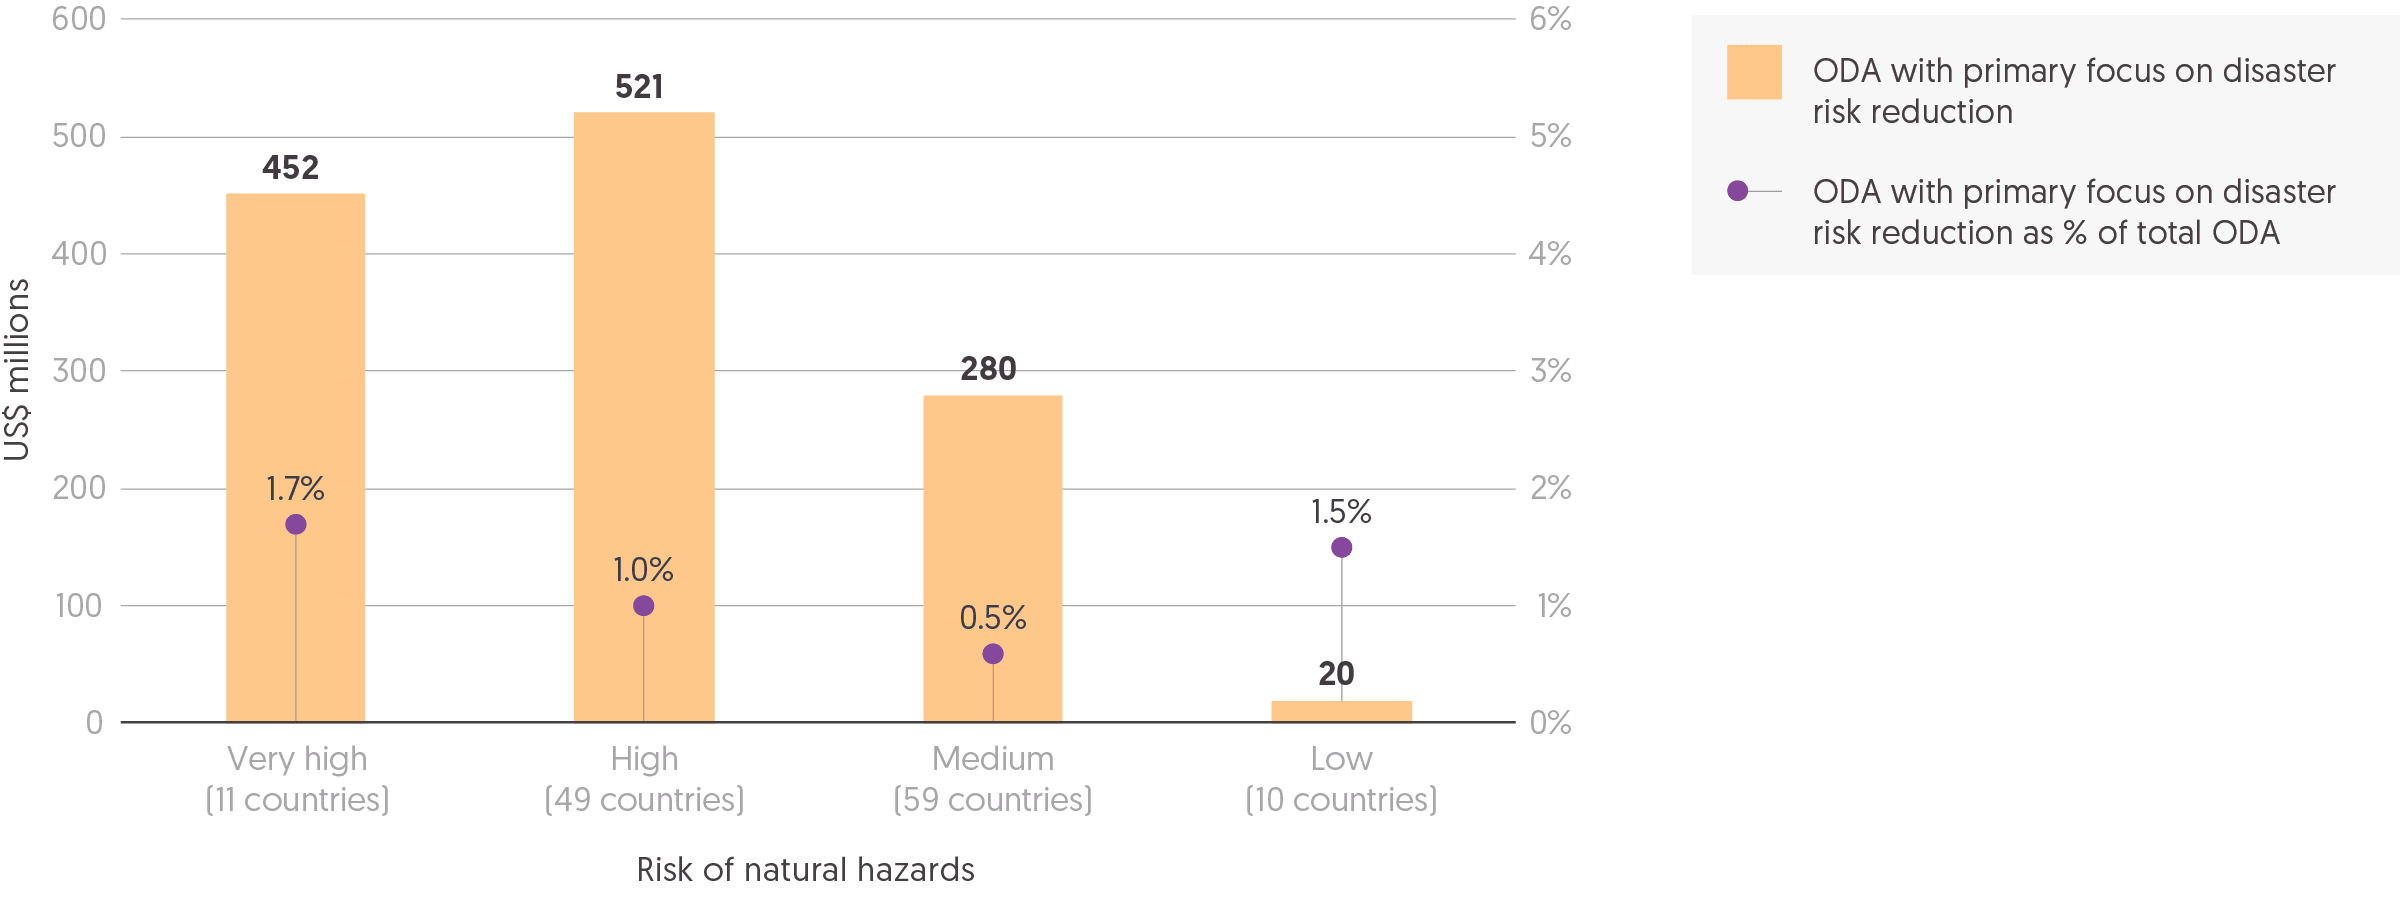 600
500
400
300
200
100
0
US$ millions
6%
5%
4%
3%
2%
1%
0%
452
521
280
20
1.7%
1.0%
0.5%
1.5%
Very high
(11 countries)
High
(49 countries)
Medium
(59 countries)
Low
(10 countries)
Risk of natural hazards
ODA with primary focus on disaster
risk reduction
ODA with primary focus on disaster
risk reduction as % of total ODA